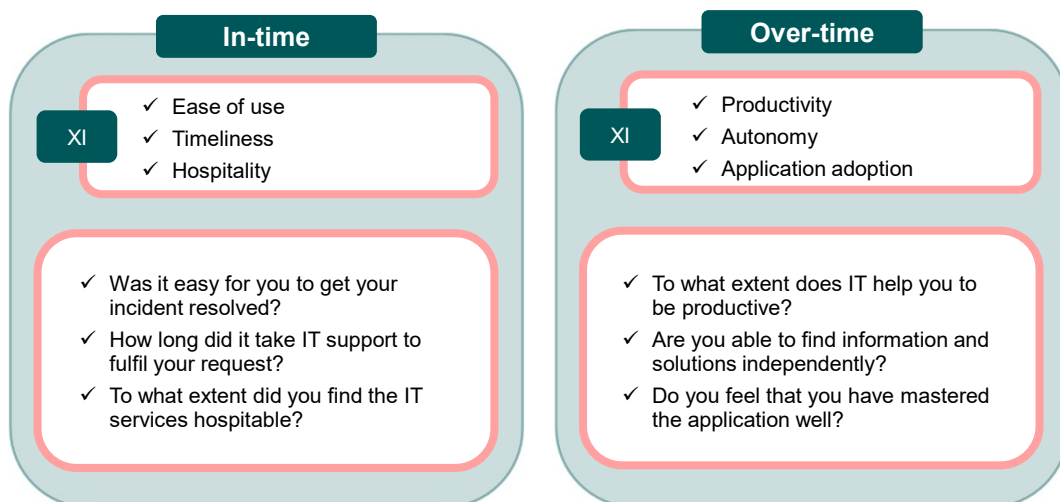 In-time
XI
✓ Ease of use
✓ Timeliness
✓ Hospitality
✓ Was it easy for you to get your
incident resolved?
✓ How long did it take IT support to
fulfil your request?
✓ To what extent did you find the IT
services hospitable?
Over-time
XI
✓ Productivity
✓ Autonomy
✓ Application adoption
✓ To what extent does IT help you to
be productive?
✓ Are you able to find information and
solutions independently?
✓ Do you feel that you have mastered
the application well?